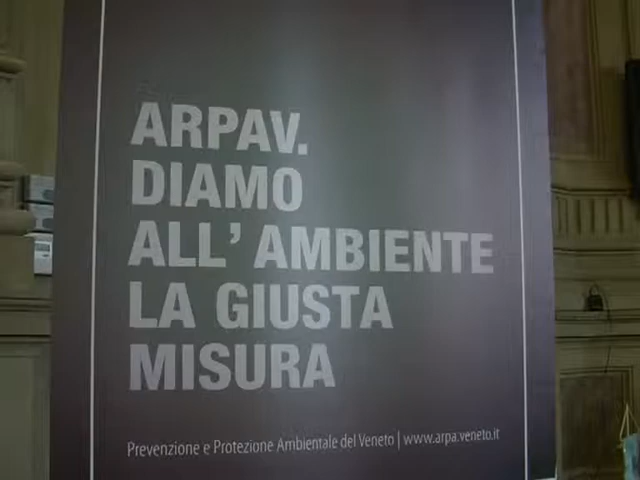 ARPAV.
DIAMO
ALL' AMBIENTE
LA GIUSTA
MISURA
Prevenzione e Protezione Ambientale del Veneto | www.arpa.veneto.it